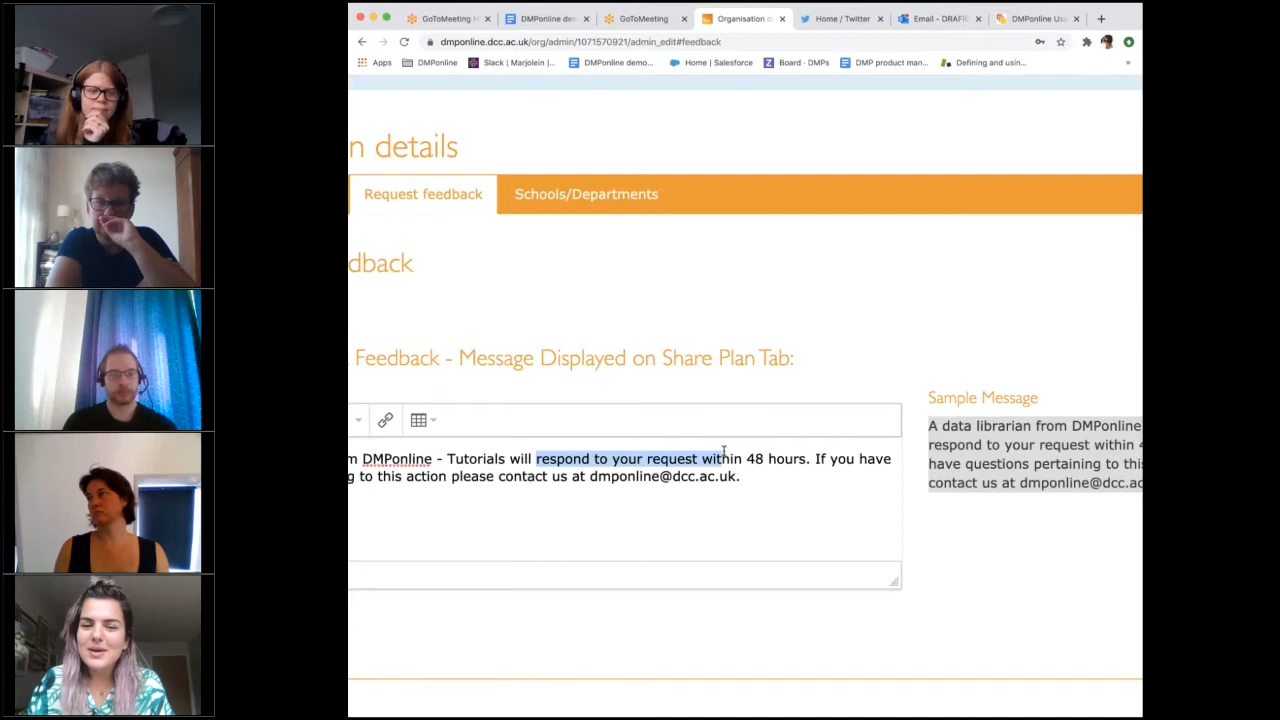 GoToMeeting
DMPonline
GoToMeeting
Organisation
Home / Twitter
Email - DRAFIC
DMPonline
dmponline.dcc.ac.uk/org/admin/1071570921/admin_edit#feedback
Apps
DMPonline
Slack | Marjolein |...
DMPonline demo...
Home | Salesforce
Board · DMPs
DMP product man...
Defining and usin...
»
n details
Request feedback
Schools/Departments
dback
Feedback - Message Displayed on Share Plan Tab:
Sample Message
m DMPonline - Tutorials will respond to your request within 48 hours. If you have
g to this action please contact us at dmponline@dcc.ac.uk.
A data librarian from DMPonline
respond to your request within
have questions pertaining to this
contact us at dmponline@dcc.ac